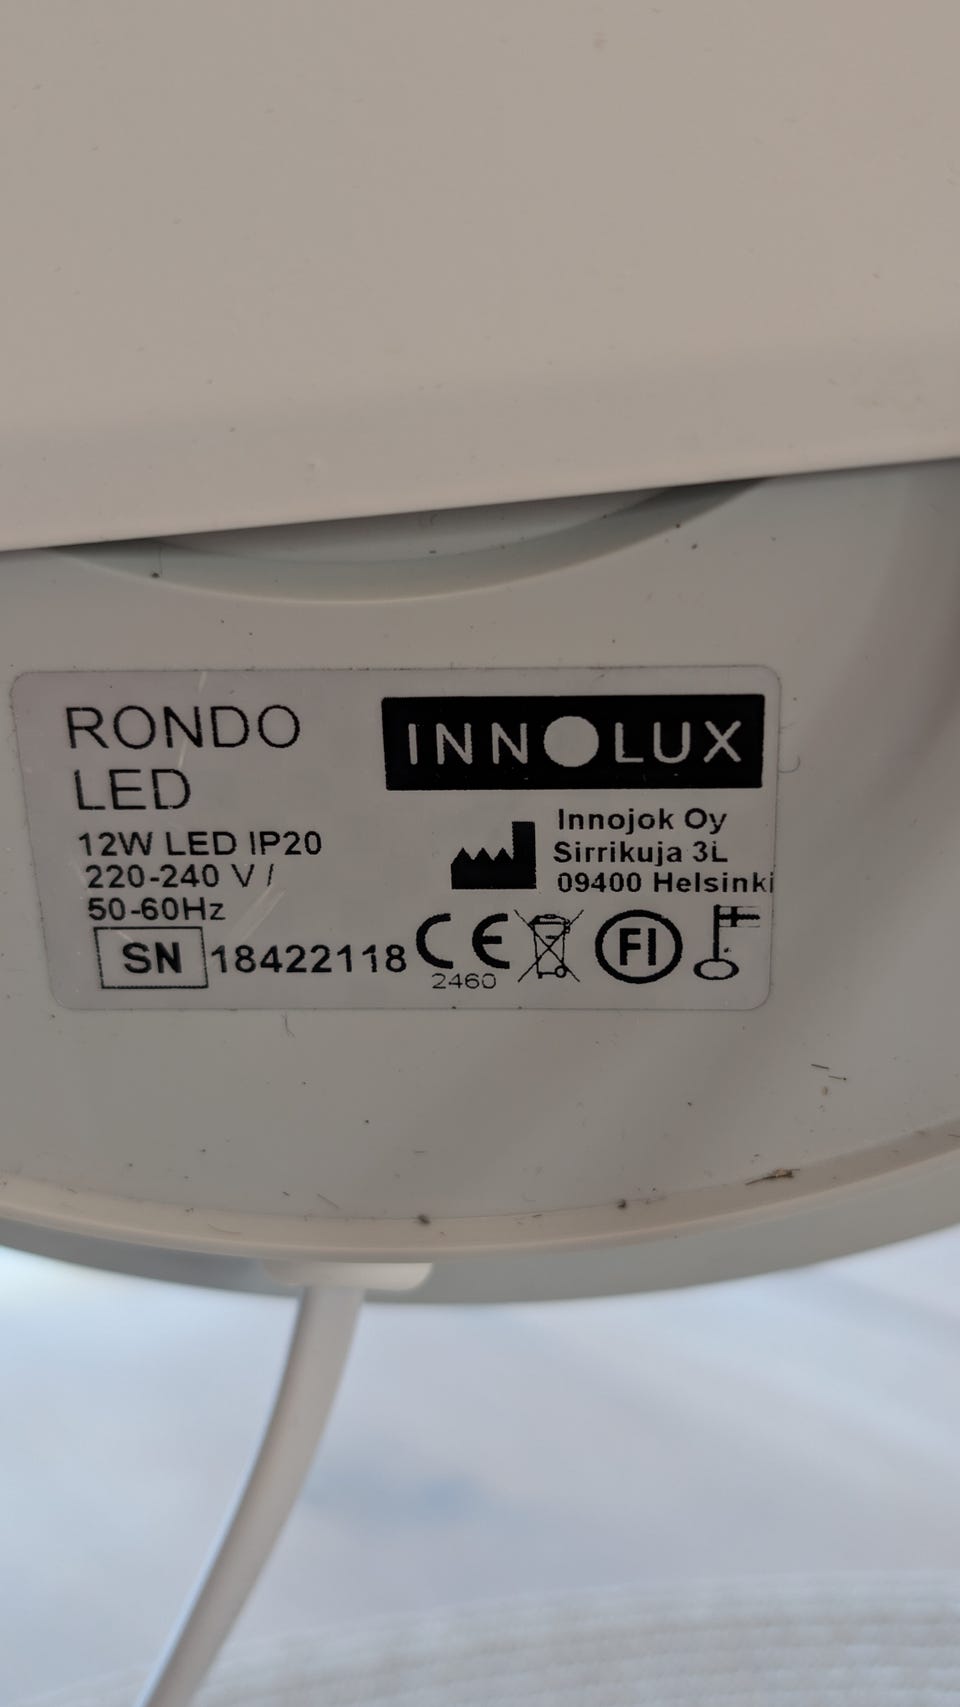 RONDO
LED
12W LED IP20
220-240 V /
50-60Hz
SN 18422118
INNOLUX
Innojok Oy
Sirrikuja 3L
09400 Helsinki
CE
2460
FI